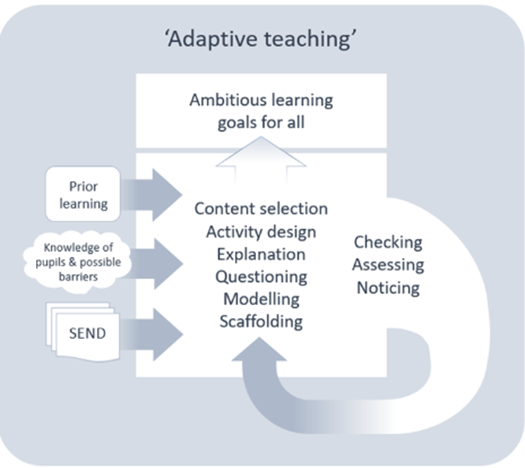 ‘Adaptive teaching’
Ambitious learning
goals for all
Prior
learning
Knowledge of
pupils & possible
barriers
SEND
Content selection
Activity design
Explanation
Questioning
Modelling
Scaffolding
Checking
Assessing
Noticing